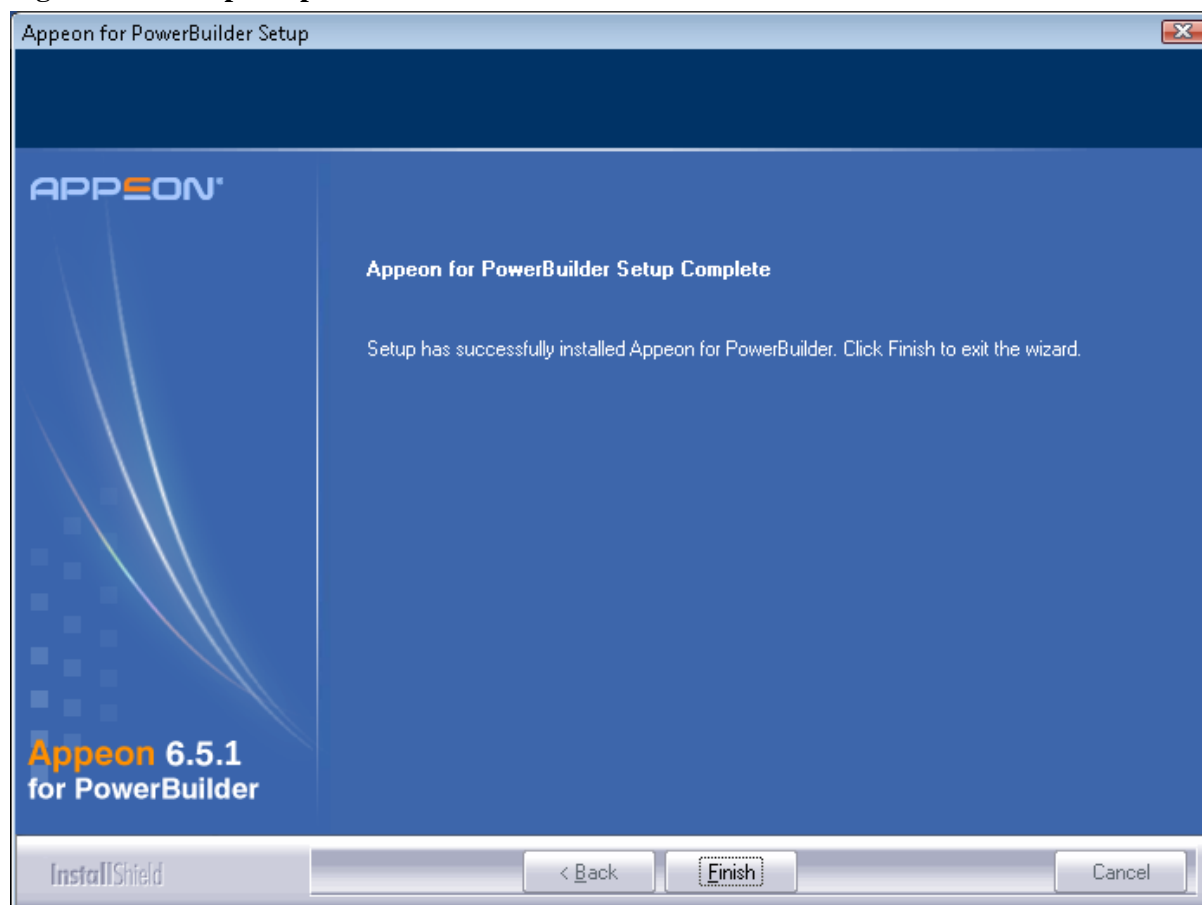 Appeon for PowerBuilder Setup
APPEON
Appeon for PowerBuilder Setup Complete
Setup has successfully installed Appeon for PowerBuilder. Click Finish to exit the wizard.
Appeon 6.5.1
for PowerBuilder
InstallShield
< Back
Finish
Cancel